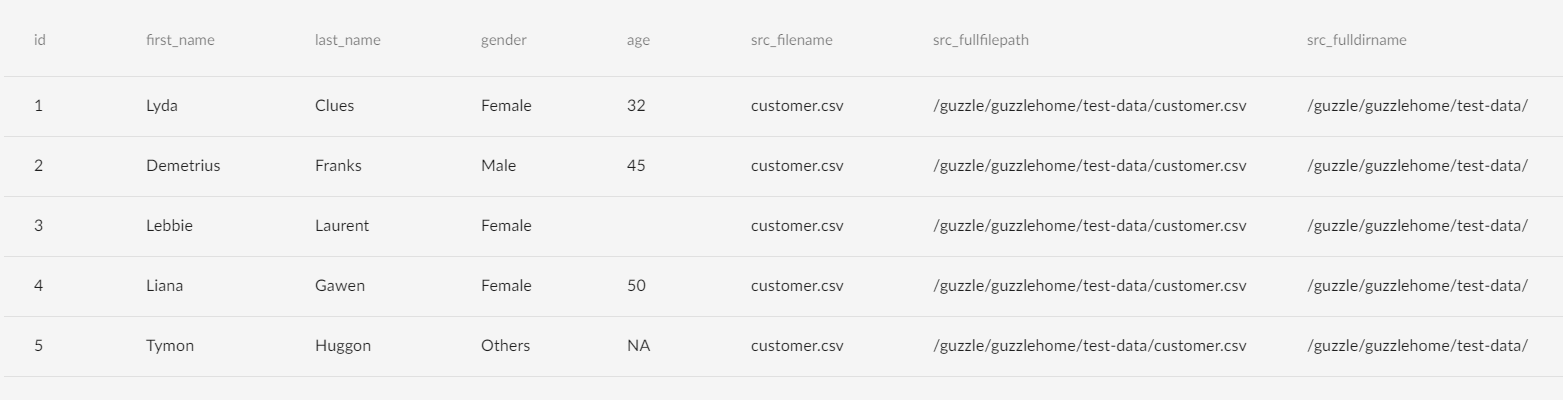 id first_name last_name gender age src_filename src_fullfilepath src_fulldirname
1 Lyda Clues Female 32 customer.csv /guzzle/guzzlehome/test-data/customer.csv /guzzle/guzzlehome/test-data/
2 Demetrius Franks Male 45 customer.csv /guzzle/guzzlehome/test-data/customer.csv /guzzle/guzzlehome/test-data/
3 Lebbie Laurent Female customer.csv /guzzle/guzzlehome/test-data/customer.csv /guzzle/guzzlehome/test-data/
4 Liana Gawen Female 50 customer.csv /guzzle/guzzlehome/test-data/customer.csv /guzzle/guzzlehome/test-data/
5 Tymon Huggon Others NA customer.csv /guzzle/guzzlehome/test-data/customer.csv /guzzle/guzzlehome/test-data/